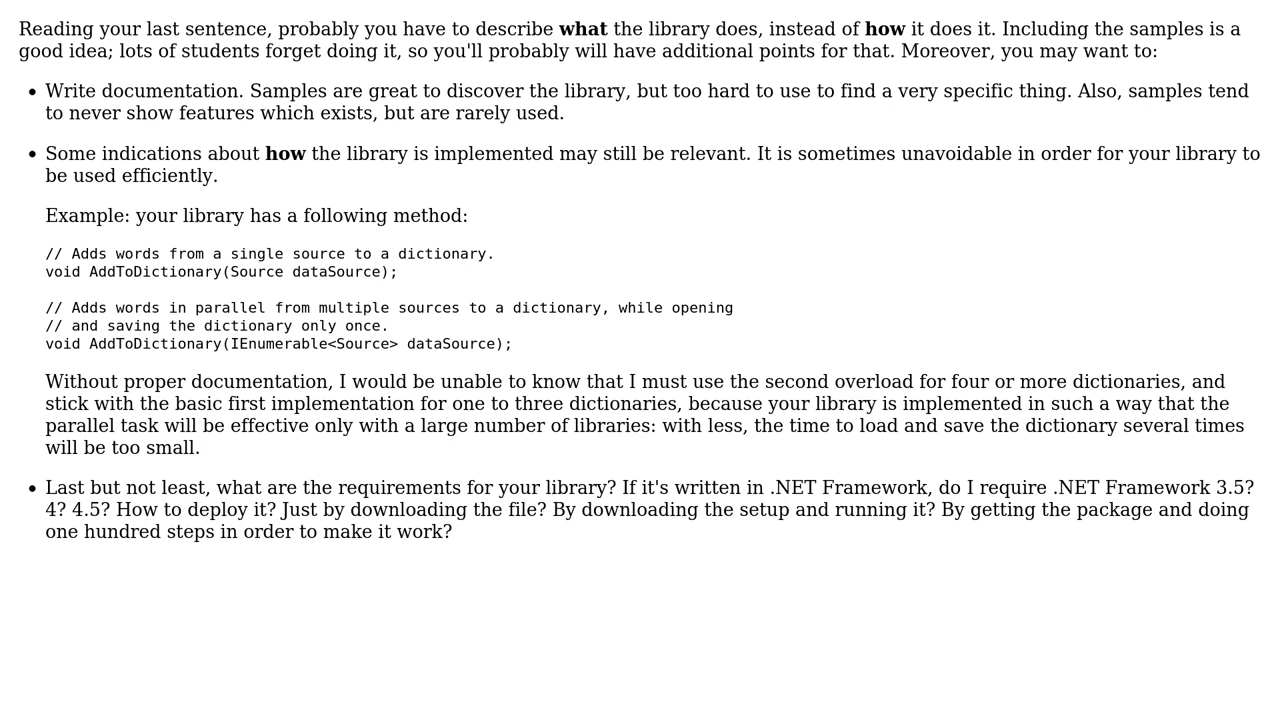 Reading your last sentence, probably you have to describe what the library does, instead of how it does it. Including the samples is a
good idea; lots of students forget doing it, so you'll probably will have additional points for that. Moreover, you may want to:
• Write documentation. Samples are great to discover the library, but too hard to use to find a very specific thing. Also, samples tend
to never show features which exists, but are rarely used.
• Some indications about how the library is implemented may still be relevant. It is sometimes unavoidable in order for your library to
be used efficiently.
Example: your library has a following method:
// Adds words from a single source to a dictionary.
void AddToDictionary(Source dataSource);
// Adds words in parallel from multiple sources to a dictionary, while opening
// and saving the dictionary only once.
void AddToDictionary(IEnumerable<Source> dataSource);
Without proper documentation, I would be unable to know that I must use the second overload for four or more dictionaries, and
stick with the basic first implementation for one to three dictionaries, because your library is implemented in such a way that the
parallel task will be effective only with a large number of libraries: with less, the time to load and save the dictionary several times
will be too small.
• Last but not least, what are the requirements for your library? If it's written in .NET Framework, do I require .NET Framework 3.5?
4? 4.5? How to deploy it? Just by downloading the file? By downloading the setup and running it? By getting the package and doing
one hundred steps in order to make it work?